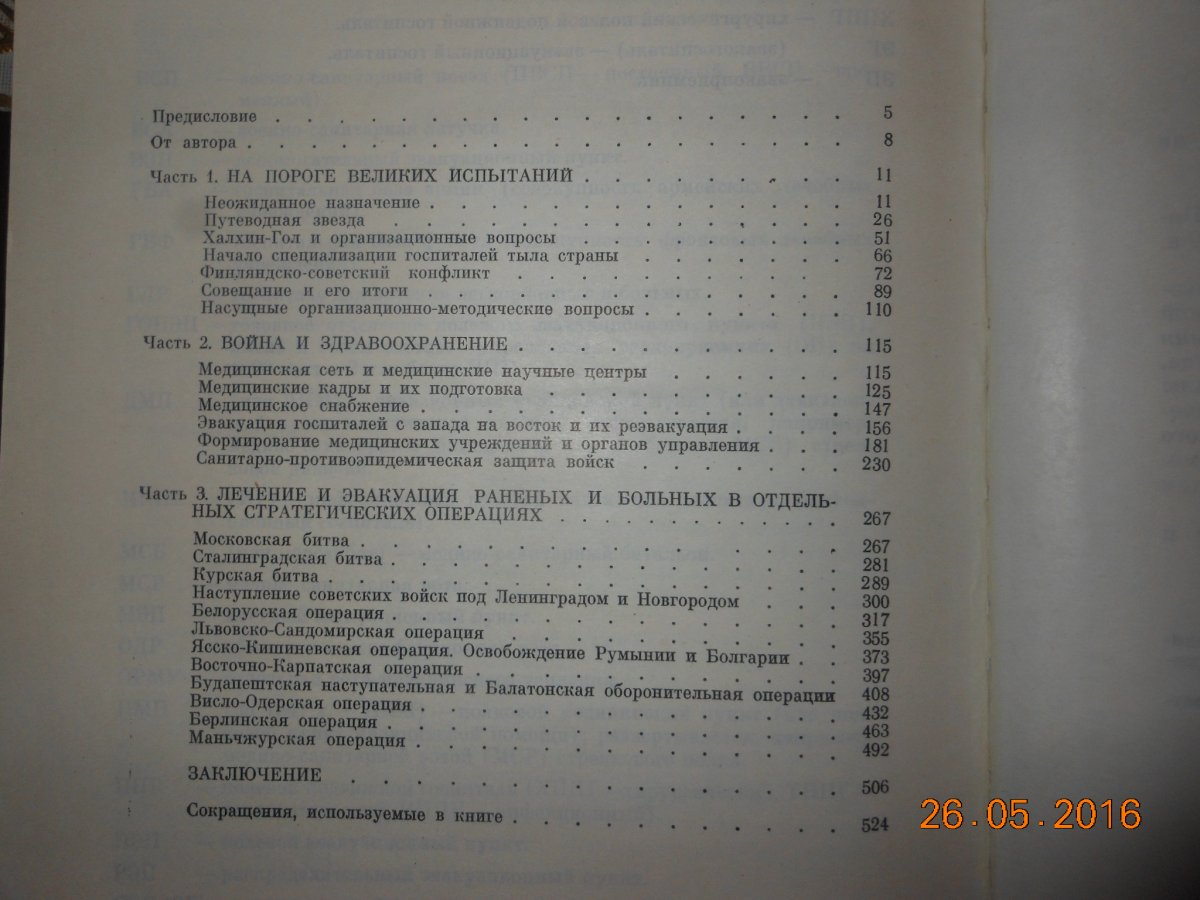 Предисловие . . . . . . . . . . . . . . . . . . . . 5
От автора . . . . . . . . . . . . . . . . . . . . 8
Часть 1. НА ПОРОГЕ ВЕЛИКИХ ИСПЫТАНИЙ . . . . . . . . 11
Неожиданное назначение . . . . . . . . . . . . . . 11
Путеводная звезда . . . . . . . . . . . . . . 26
Халхин-Гол и организационные вопросы . . . . . . . . 51
Начало специализации госпиталей тыла страны . . . . . . 66
Финляндско-советский конфликт . . . . . . . . . . 72
Совещание и его итоги . . . . . . . . . . . . . . 89
Насущные организационно-методические вопросы . . . . . . 110
Часть 2. ВОЙНА И ЗДРАВООХРАНЕНИЕ . . . . . . . . . . 115
Медицинская сеть и медицинские научные центры . . . . . . 115
Медицинские кадры и их подготовка . . . . . . . . . 125
Медицинское снабжение . . . . . . . . . . . . . . 147
Эвакуация госпиталей с запада на восток и их реэвакуация . . . . 156
Формирование медицинских учреждений и органов управления . . . 181
Санитарно-противоэпидемическая защита войск . . . . . . . 230
Часть 3. ЛЕЧЕНИЕ И ЭВАКУАЦИЯ РАНЕНЫХ И БОЛЬНЫХ В ОТДЕЛЬ-
НЫХ СТРАТЕГИЧЕСКИХ ОПЕРАЦИЯХ . . . . . . . . . 267
Московская битва . . . . . . . . . . . . . . . . 267
Сталинградская битва . . . . . . . . . . . . . . . 281
Курская битва . . . . . . . . . . . . . . . . . 289
Наступление советских войск под Ленинградом и Новгородом . . . 300
Белорусская операция . . . . . . . . . . . . . . . 317
Львовско-Сандомирская операция . . . . . . . . . . 355
Ясско-Кишиневская операция. Освобождение Румынии и Болгарии . . 373
Восточно-Карпатская операция . . . . . . . . . . . 397
Будапештская наступательная и Балатонская оборонительная операции 408
Висло-Одерская операция . . . . . . . . . . . . . 432
Берлинская операция . . . . . . . . . . . . . . . 463
Маньчжурская операция . . . . . . . . . . . . . . 492
ЗАКЛЮЧЕНИЕ . . . . . . . . . . . . . . . . 506
Сокращения, используемые в книге . . . . . . . . . . 524
26.05.2016